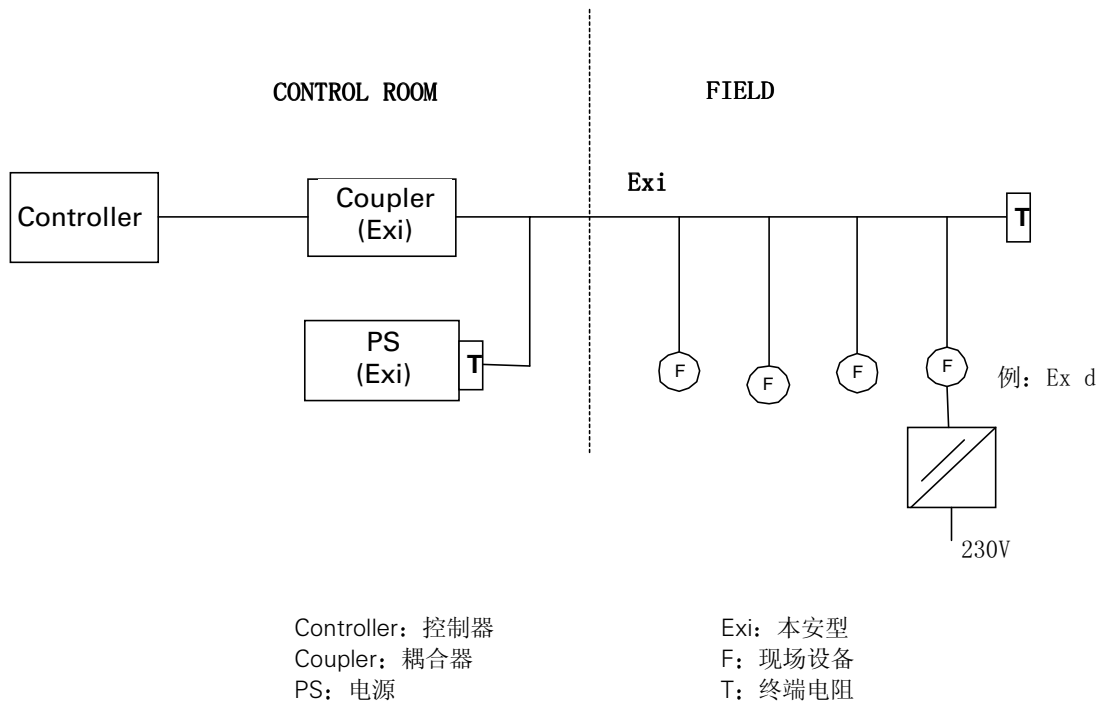 CONTROL ROOM
FIELD
Exi
Controller
Coupler
(Exi)
T
PS
(Exi)
T
F
F
F
F
例：Ex d
230V
Controller：控制器
Coupler：耦合器
PS：电源
Exi：本安型
F：现场设备
T：终端电阻